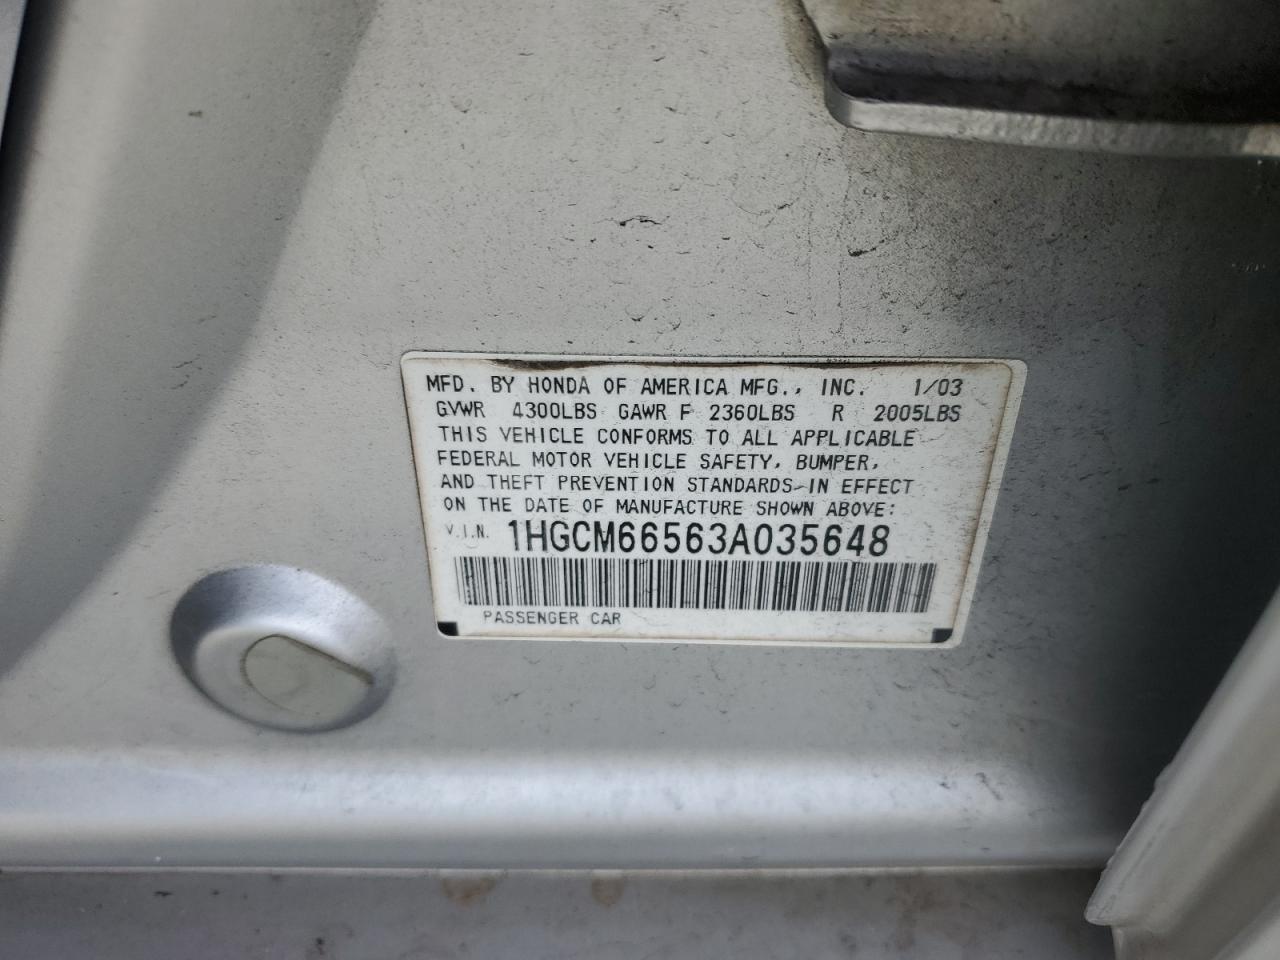 MFD. BY HONDA OF AMERICA MFG., INC. 1/03
GVWR 4300LBS GAWR F 2360LBS R 2005LBS
THIS VEHICLE CONFORMS TO ALL APPLICABLE
FEDERAL MOTOR VEHICLE SAFETY, BUMPER,
AND THEFT PREVENTION STANDARDS IN EFFECT
ON THE DATE OF MANUFACTURE SHOWN ABOVE:
V.I.N. 1HGCM66563A035648
PASSENGER CAR